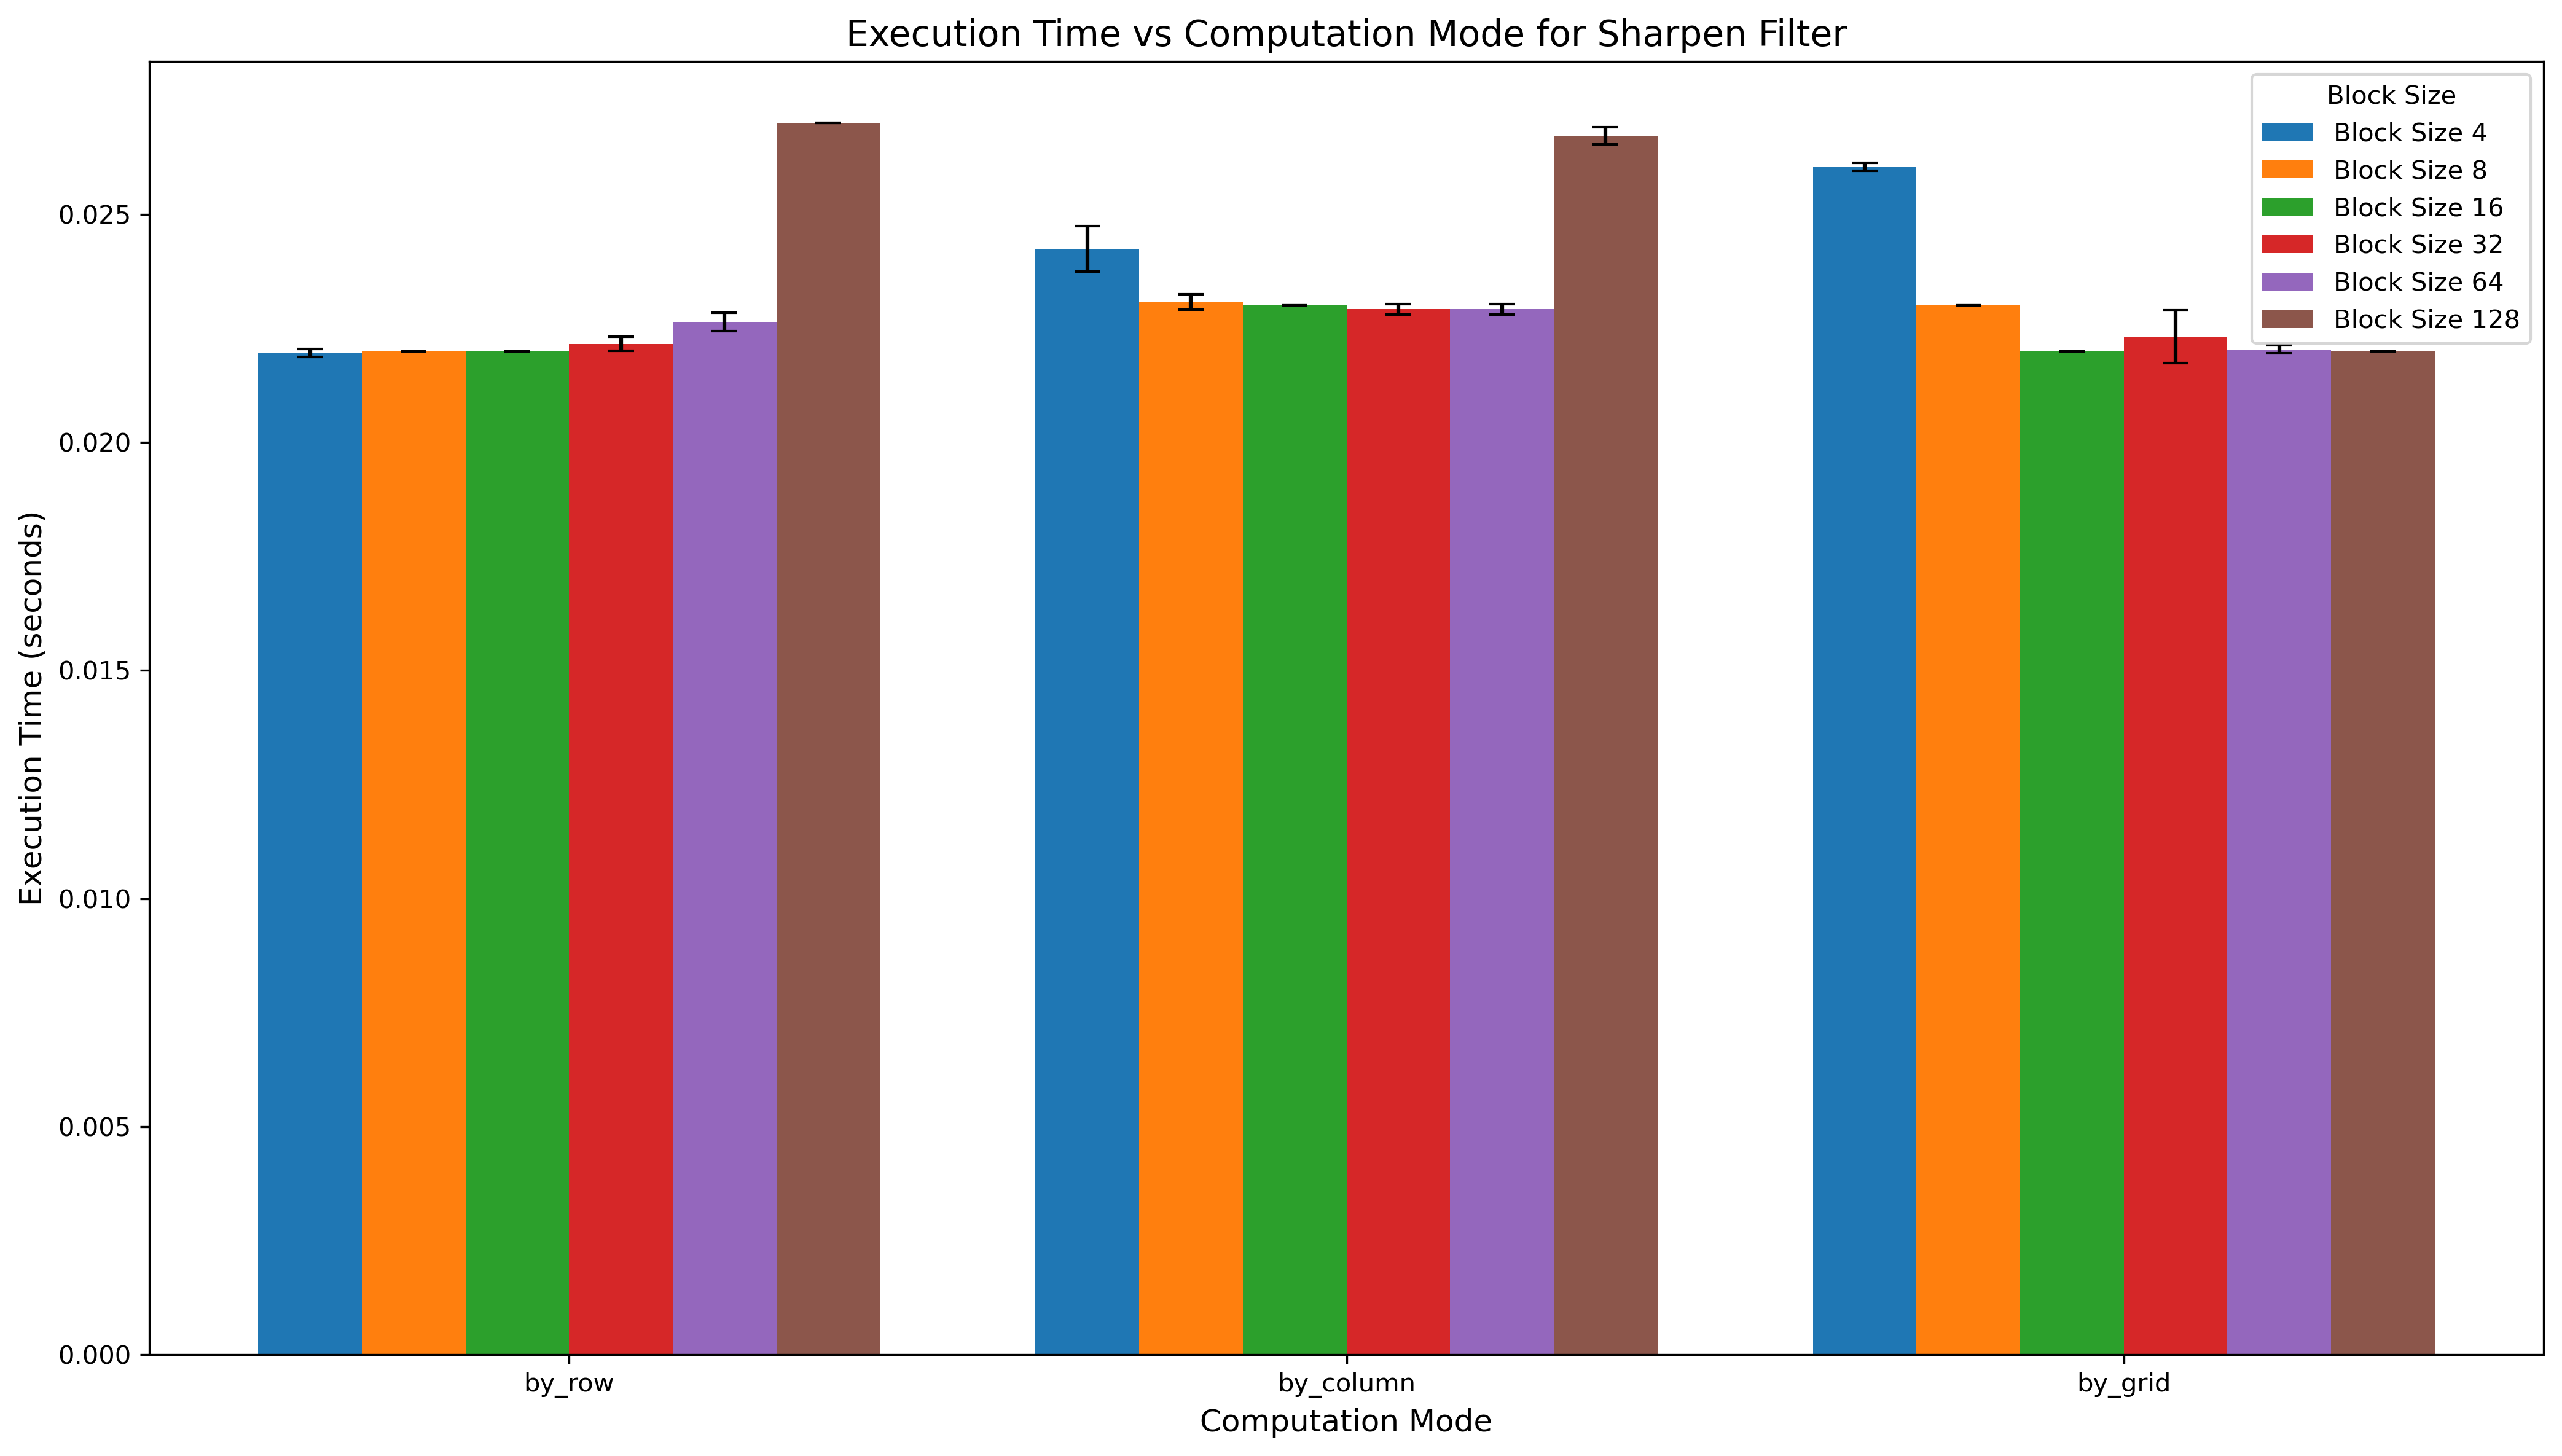 Execution Time vs Computation Mode for Sharpen Filter
Block Size
Block Size 4
Block Size 8
Block Size 16
Block Size 32
Block Size 64
Block Size 128
Execution Time (seconds)
0.025
0.020
0.015
0.010
0.005
0.000
by_row
by_column
by_grid
Computation Mode